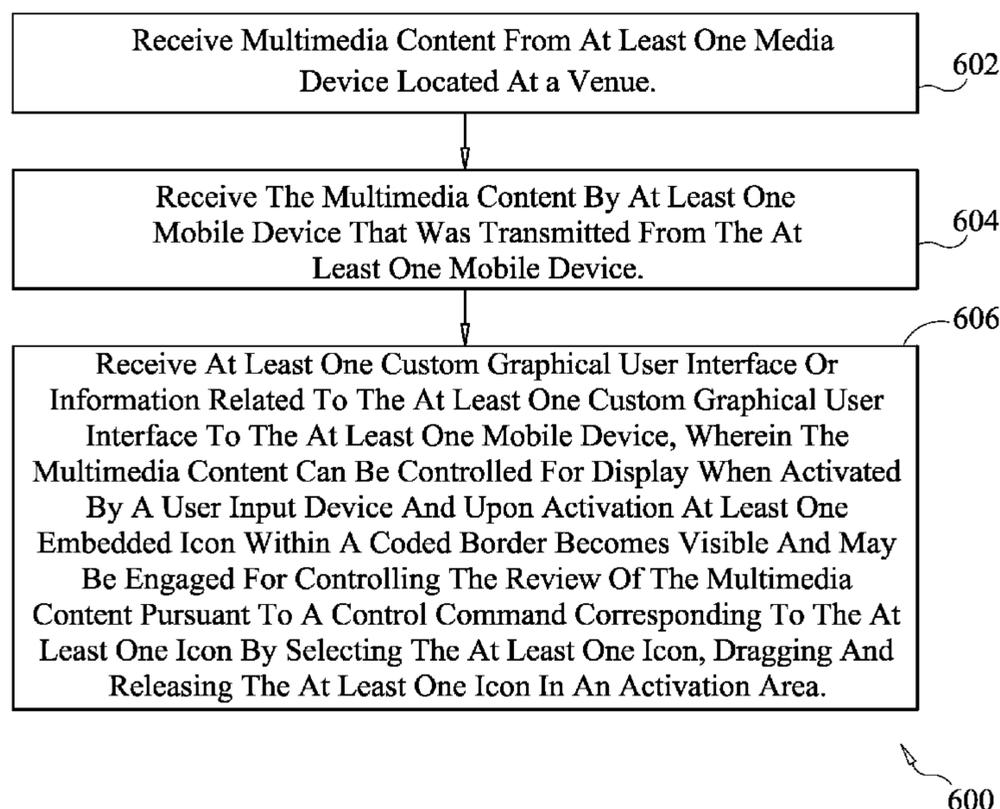 Receive Multimedia Content From At Least One Media
Device Located At a Venue.
602
Receive The Multimedia Content By At Least One
Mobile Device That Was Transmitted From The At
Least One Mobile Device.
604
606
Receive At Least One Custom Graphical User Interface Or
Information Related To The At Least One Custom Graphical User
Interface To The At Least One Mobile Device, Wherein The
Multimedia Content Can Be Controlled For Display When Activated
By A User Input Device And Upon Activation At Least One
Embedded Icon Within A Coded Border Becomes Visible And May
Be Engaged For Controlling The Review Of The Multimedia
Content Pursuant To A Control Command Corresponding To The At
Least One Icon By Selecting The At Least One Icon, Dragging And
Releasing The At Least One Icon In An Activation Area.
600